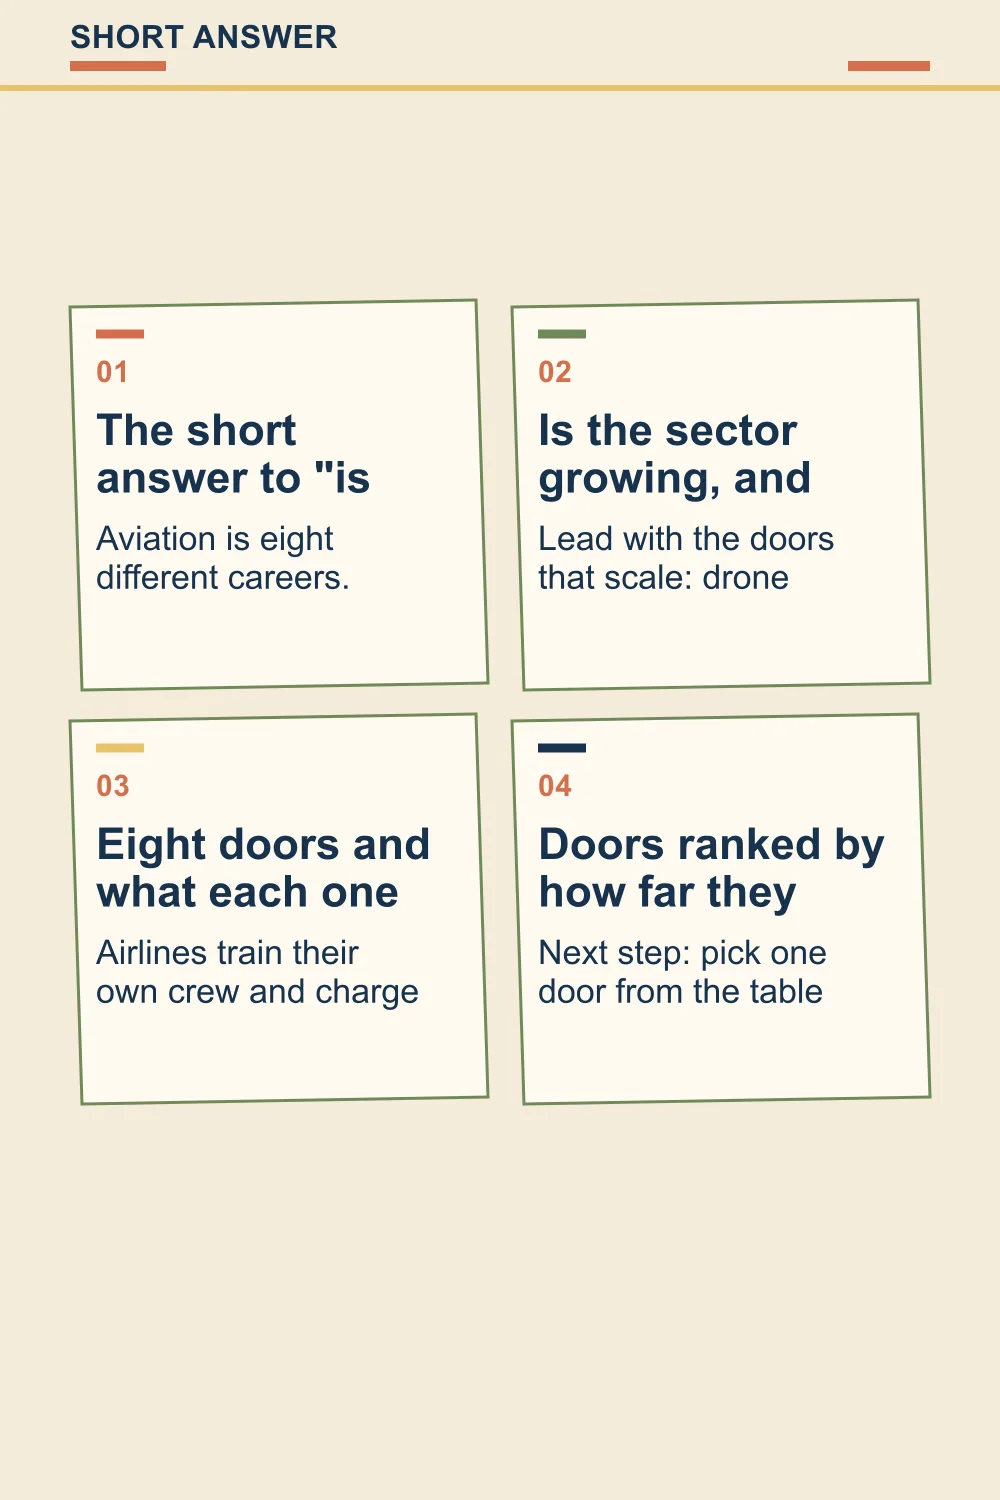 SHORT ANSWER
01
The short
answer to "is
Aviation is eight
different careers.
02
Is the sector
growing, and
Lead with the doors
that scale: drone
03
Eight doors and
what each one
Airlines train their
own crew and charge
04
Doors ranked by
how far they
Next step: pick one
door from the table